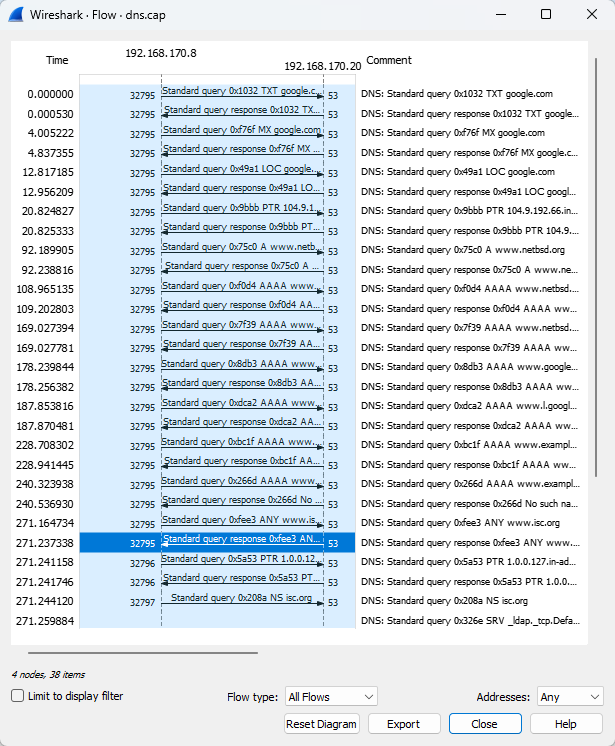 Wireshark · Flow · dns.cap
192.168.170.8
Time 192.168.170.20 Comment
0.000000 32795 Standard query 0x1032 TXT google.c... 53 DNS: Standard query 0x1032 TXT google.com
0.000530 32795 Standard query response 0x1032 TX... 53 DNS: Standard query response 0x1032 TXT google...
4.005222 32795 Standard query 0xf76f MX google.com 53 DNS: Standard query 0xf76f MX google.com
4.837355 32795 Standard query response 0xf76f MX ... 53 DNS: Standard query response 0xf76f MX google.c...
12.817185 32795 Standard query 0x49a1 LOC google... 53 DNS: Standard query 0x49a1 LOC google.com
12.956209 32795 Standard query response 0x49a1 LO... 53 DNS: Standard query response 0x49a1 LOC googl...
20.824827 32795 Standard query 0x9bbb PTR 104.9.1... 53 DNS: Standard query 0x9bbb PTR 104.9.192.66.in...
20.825333 32795 Standard query response 0x9bbb PT... 53 DNS: Standard query response 0x9bbb PTR 104.9...
92.189905 32795 Standard query 0x75c0 A www.netb... 53 DNS: Standard query 0x75c0 A www.netbsd.org
92.238816 32795 Standard query response 0x75c0 A ... 53 DNS: Standard query response 0x75c0 A www.ne...
108.965135 32795 Standard query 0xf0d4 AAAA www... 53 DNS: Standard query 0xf0d4 AAAA www.netbsd....
109.202803 32795 Standard query response 0xf0d4 AA... 53 DNS: Standard query response 0xf0d4 AAAA ww...
169.027394 32795 Standard query 0x7f39 AAAA www... 53 DNS: Standard query 0x7f39 AAAA www.netbsd....
169.027781 32795 Standard query response 0x7f39 AA... 53 DNS: Standard query response 0x7f39 AAAA ww...
178.239844 32795 Standard query 0x8db3 AAAA www... 53 DNS: Standard query 0x8db3 AAAA www.google...
178.256382 32795 Standard query response 0x8db3 AA... 53 DNS: Standard query response 0x8db3 AAAA ww...
187.853816 32795 Standard query 0xdca2 AAAA www... 53 DNS: Standard query 0xdca2 AAAA www.l.googl...
187.870481 32795 Standard query response 0xdca2 AA... 53 DNS: Standard query response 0xdca2 AAAA ww...
228.708302 32795 Standard query 0xbc1f AAAA www... 53 DNS: Standard query 0xbc1f AAAA www.exampl...
228.941445 32795 Standard query response 0xbc1f AA... 53 DNS: Standard query response 0xbc1f AAAA ww...
240.323938 32795 Standard query 0x266d AAAA www... 53 DNS: Standard query 0x266d AAAA www.exampl...
240.536930 32795 Standard query response 0x266d No ... 53 DNS: Standard query response 0x266d No such na...
271.164734 32795 Standard query 0xfee3 ANY www.is... 53 DNS: Standard query 0xfee3 ANY www.isc.org
271.237338 32795 Standard query response 0xfee3 AN... 53 DNS: Standard query response 0xfee3 ANY www....
271.241158 32796 Standard query 0x5a53 PTR 1.0.0.12... 53 DNS: Standard query 0x5a53 PTR 1.0.0.127.in-ad...
271.241746 32796 Standard query response 0x5a53 PT... 53 DNS: Standard query response 0x5a53 PTR 1.0.0....
271.244120 32797 Standard query 0x208a NS isc.org 53 DNS: Standard query 0x208a NS isc.org
271.259884 DNS: Standard query 0x326e SRV _ldap._tcp.Defa...
4 nodes, 38 items
Limit to display filter Flow type: All Flows Addresses: Any
Reset Diagram Export Close Help